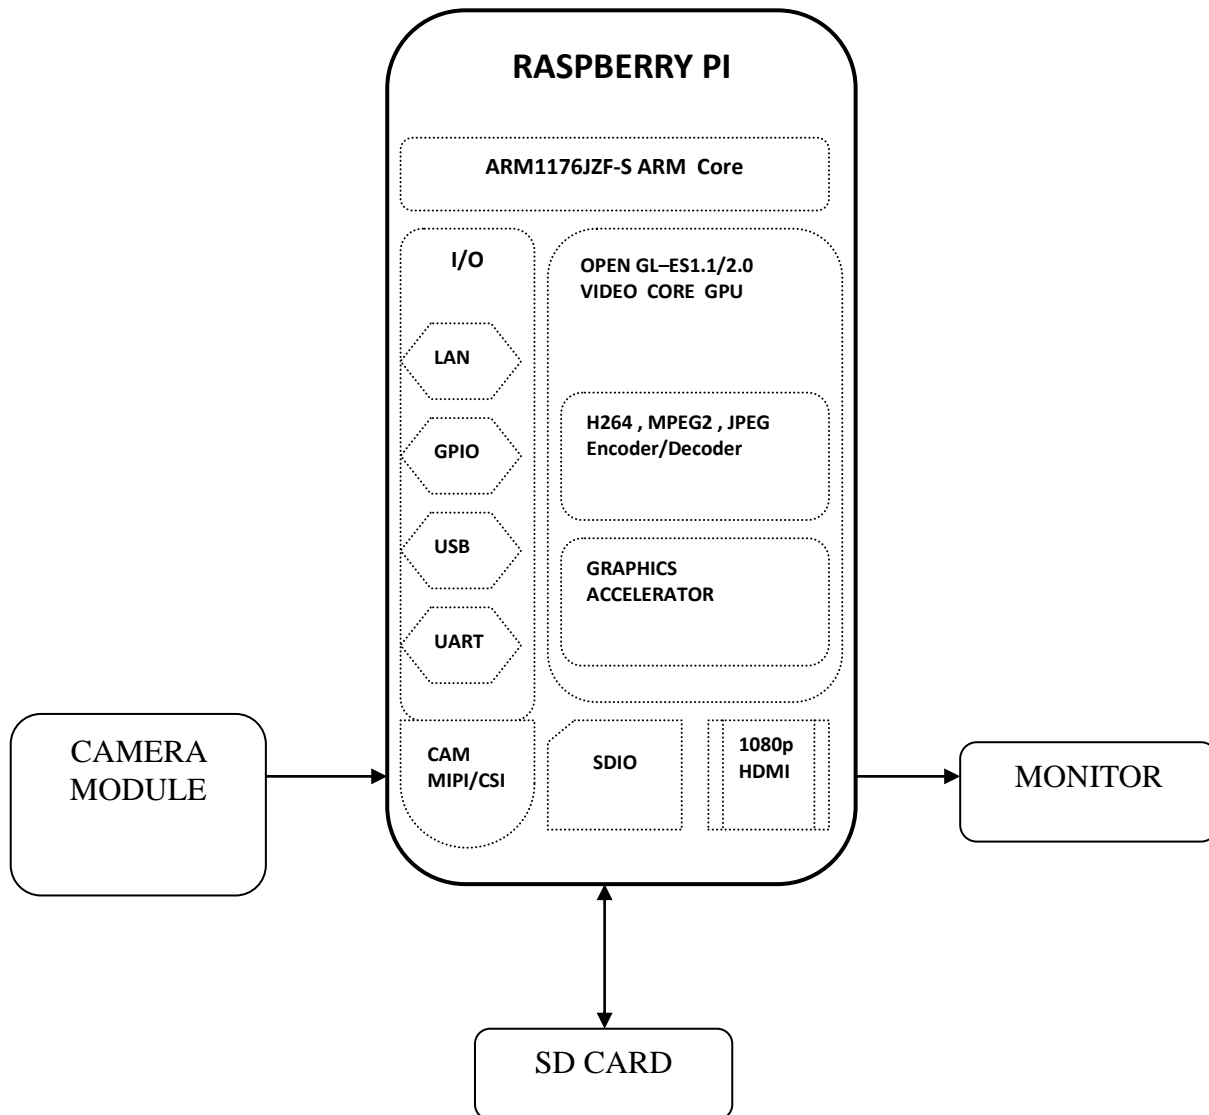 RASPBERRY PI
ARM1176JZF-S ARM Core
I/O
LAN
GPIO
USB
UART
OPEN GL–ES1.1/2.0
VIDEO CORE GPU
H264 , MPEG2 , JPEG
Encoder/Decoder
GRAPHICS
ACCELERATOR
CAM
MIPI/CSI
SDIO
1080p
HDMI
CAMERA
MODULE
MONITOR
SD CARD